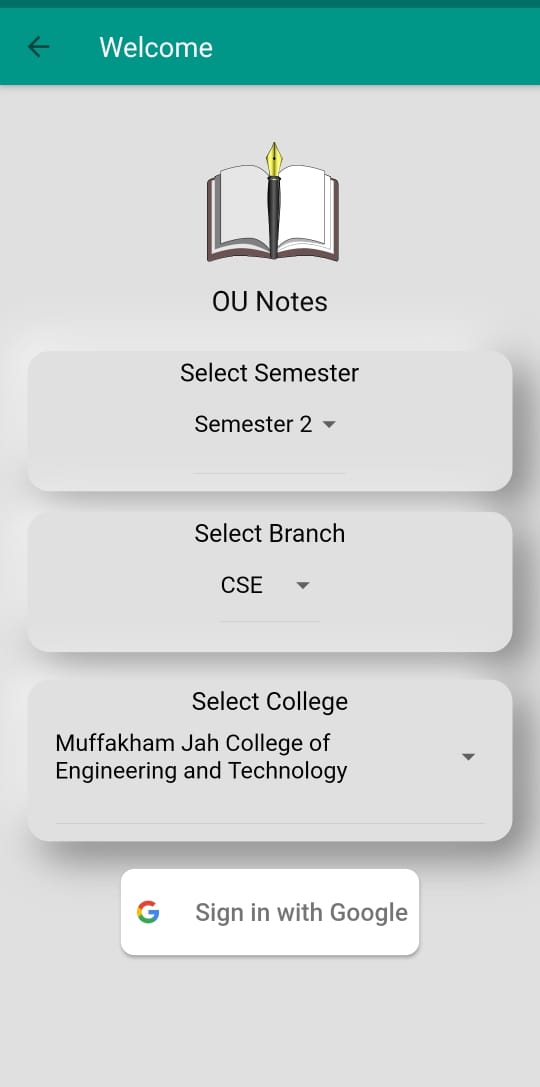 Welcome
OU Notes
Select Semester
Semester 2
Select Branch
CSE
Select College
Muffakham Jah College of
Engineering and Technology
Sign in with Google